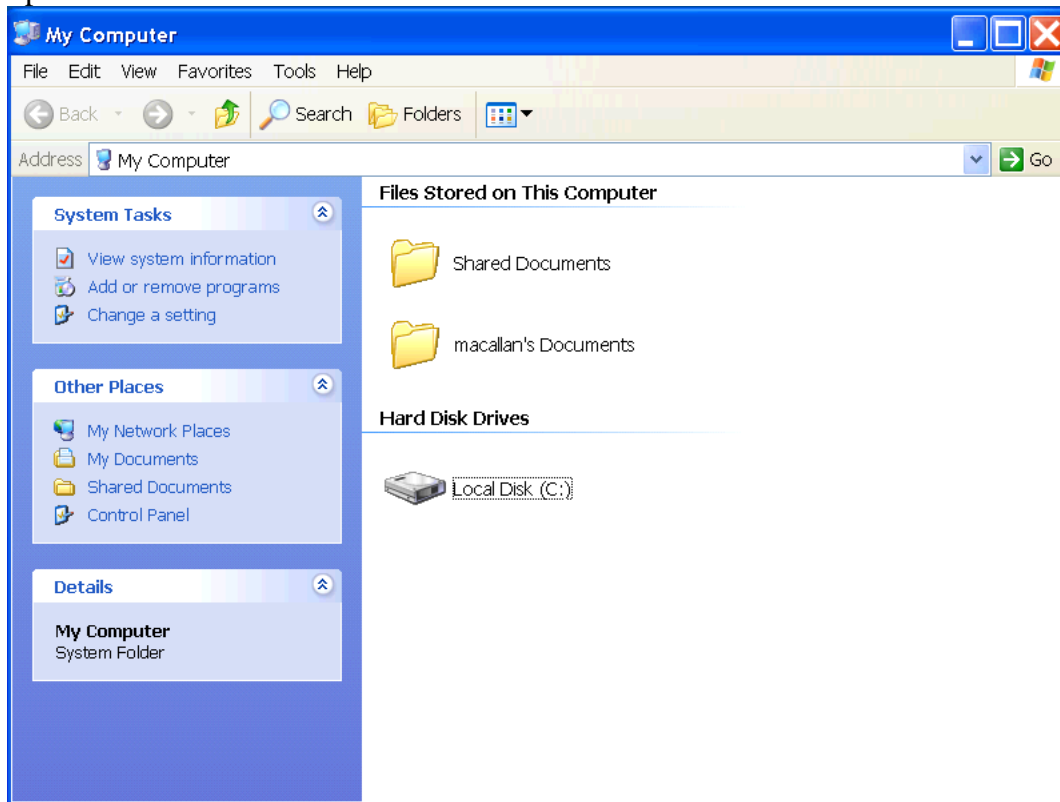 My Computer
File Edit View Favorites Tools Help
Back Search Folders
Address My Computer Go
System Tasks
View system information
Add or remove programs
Change a setting
Other Places
My Network Places
My Documents
Shared Documents
Control Panel
Details
My Computer
System Folder
Files Stored on This Computer
Shared Documents
macallan's Documents
Hard Disk Drives
Local Disk (C:)